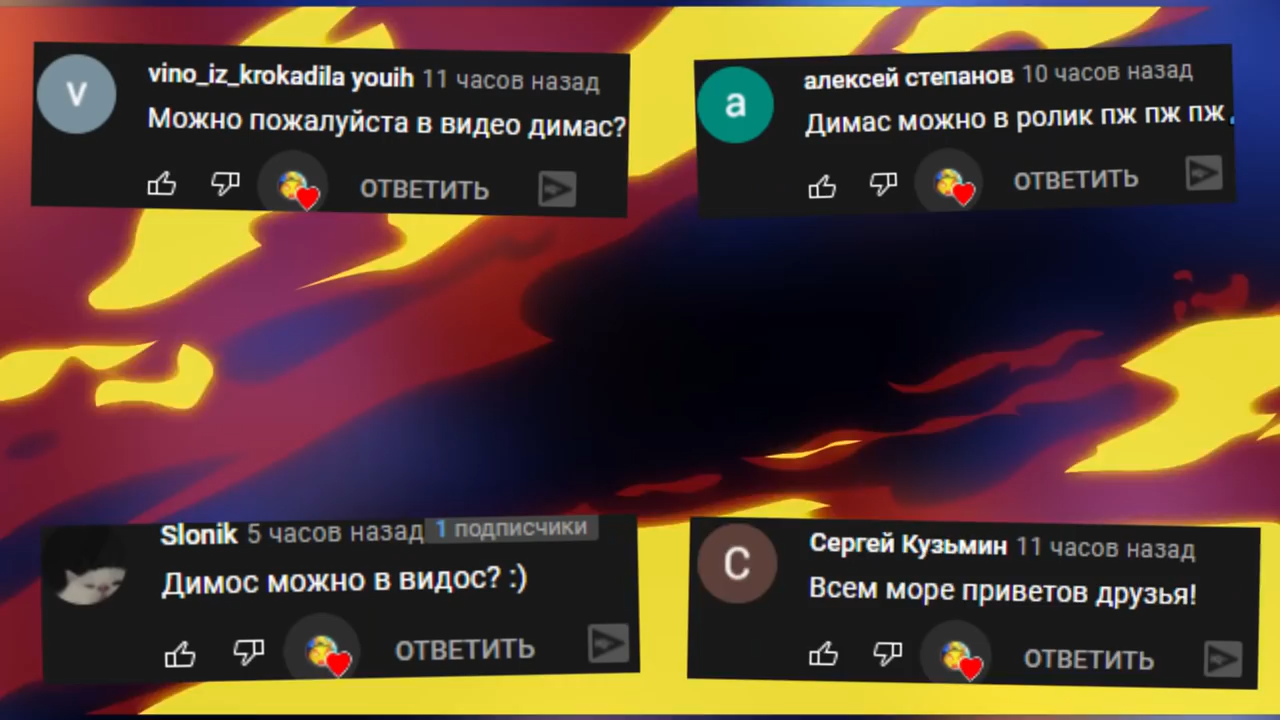 v
vino_iz_krokadila youih 11 часов назад
Можно пожалуйста в видео димас?
ОТВЕТИТЬ
a
алексей степанов 10 часов назад
Димас можно в ролик пж пж пж
ОТВЕТИТЬ
Slonik 5 часов назад 1 подписчики
Димос можно в видос? :)
ОТВЕТИТЬ
С
Сергей Кузьмин 11 часов назад
Всем море приветов друзья!
ОТВЕТИТЬ